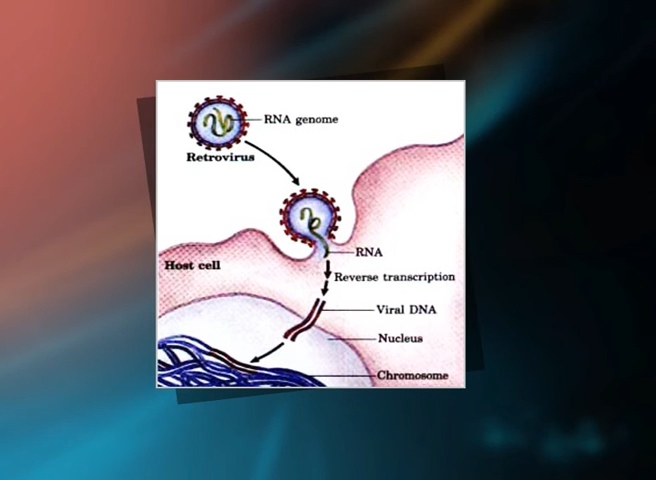 RNA genome
Retrovirus
RNA
Host cell
Reverse transcription
Viral DNA
Nucleus
Chromosome